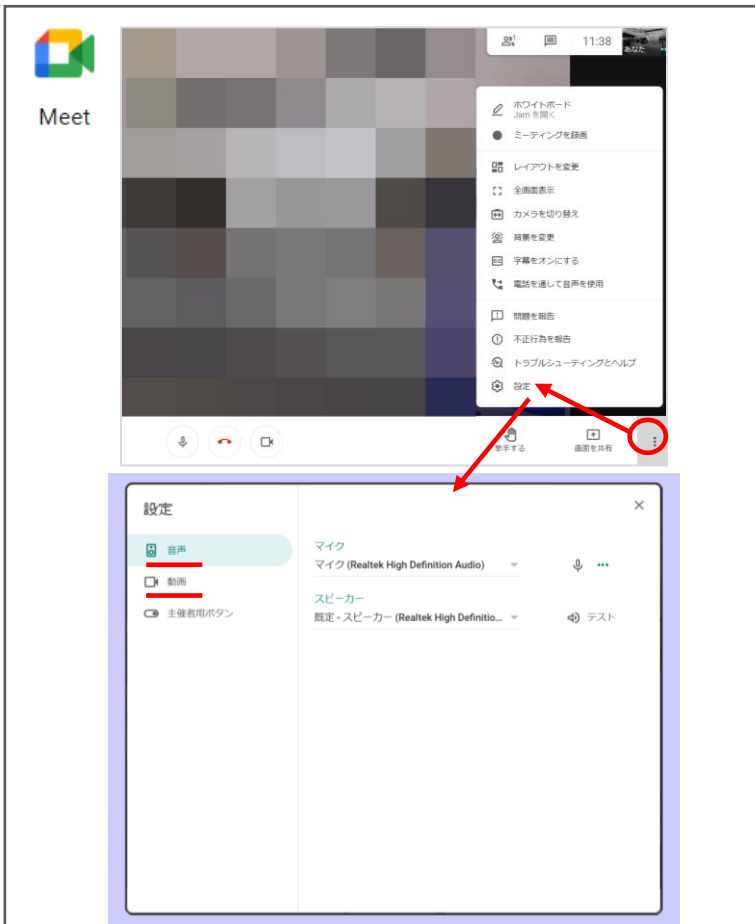 Meet
1
11:38
あなた
ホワイトボード
Jam を開く
ミーティングを録画
レイアウトを変更
全画面表示
カメラを切り替え
背景を変更
字幕をオンにする
電話を通して音声を使用
問題を報告
不正行為を報告
トラブルシューティングとヘルプ
設定
挙手する
画面を共有
設定
音声
動画
主催者用ボタン
マイク
マイク (Realtek High Definition Audio)
スピーカー
既定 - スピーカー (Realtek High Definitio...
テスト